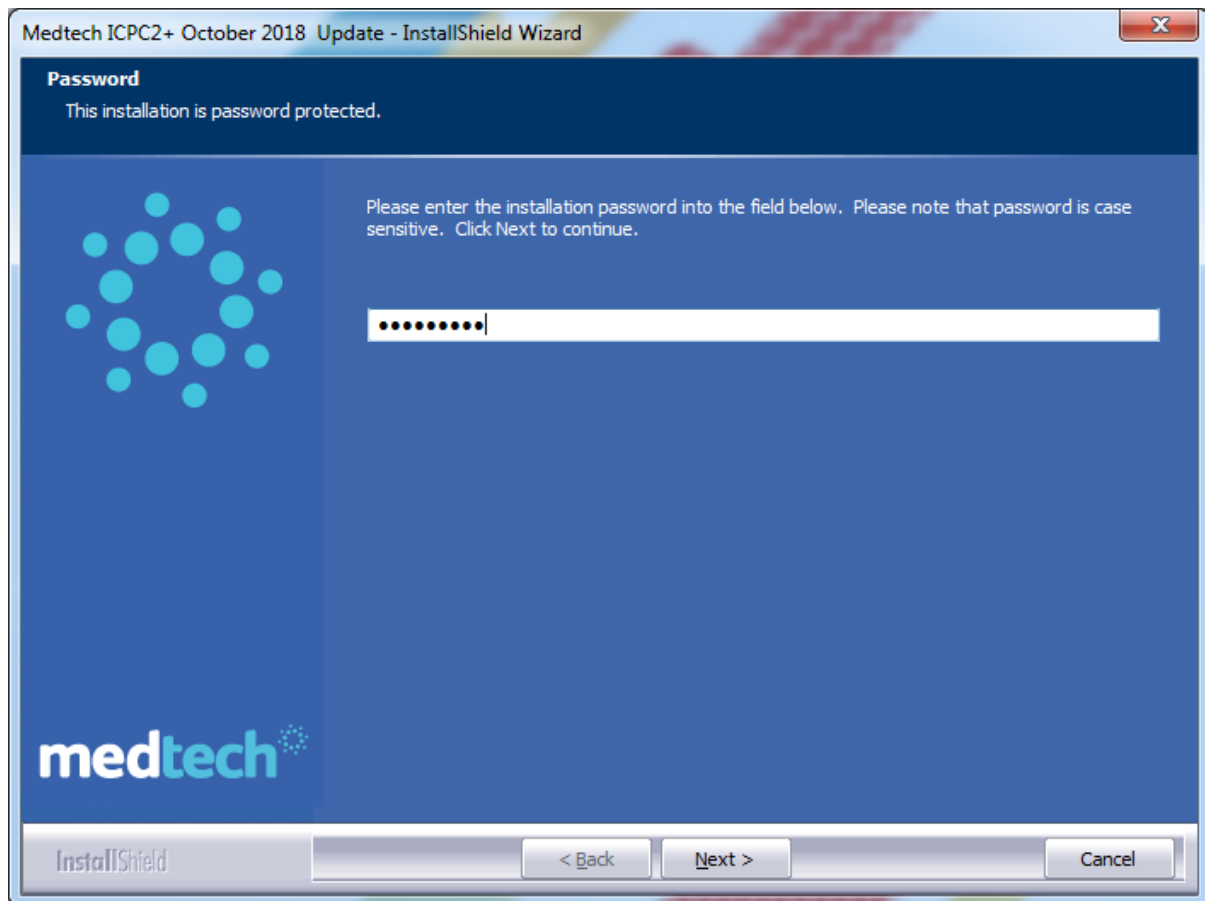 Medtech ICPC2+ October 2018  Update - InstallShield Wizard
Password
This installation is password protected.
Please enter the installation password into the field below.  Please note that password is case
sensitive.  Click Next to continue.
•••••••••
medtech
InstallShield
< Back
Next >
Cancel